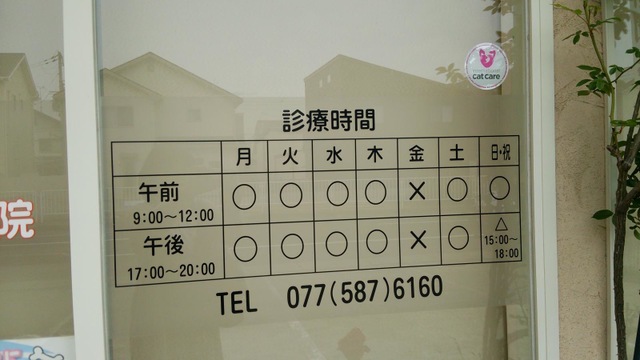 cat care
診療時間
月 火 水 木 金 土 日・祝
午前 9:00～12:00 ○ ○ ○ ○ × ○ ○
午後 17:00～20:00 ○ ○ ○ ○ × ○ △ 15:00～18:00
TEL 077(587)6160
院